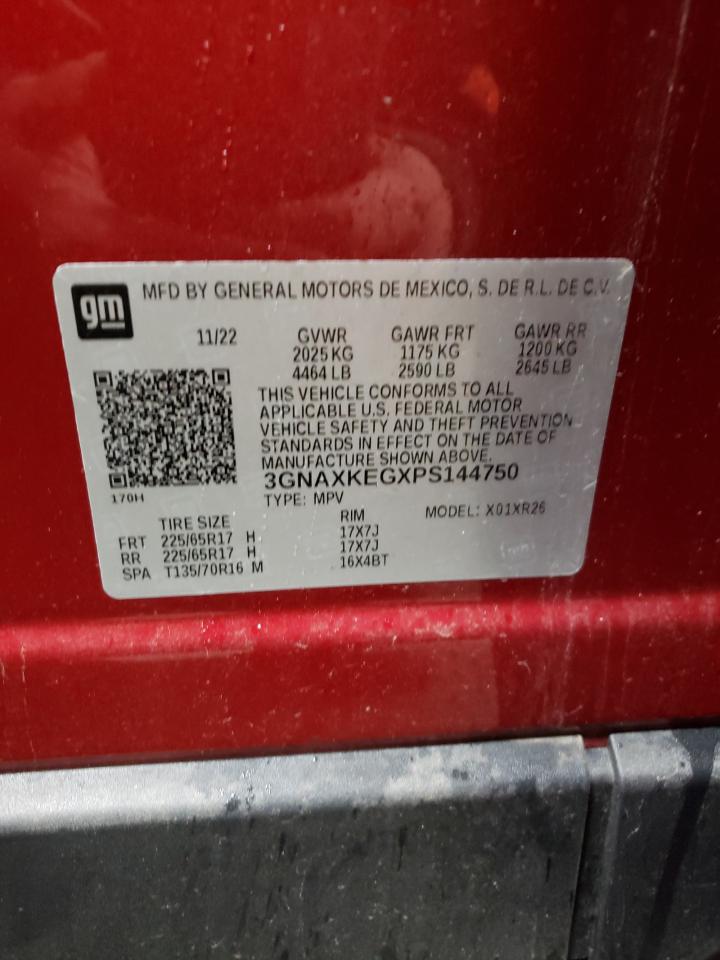 gm
MFD BY GENERAL MOTORS DE MEXICO, S. DE R.L. DE C.V.
11/22 GVWR GAWR FRT GAWR RR
2025 KG 1175 KG 1200 KG
4464 LB 2590 LB 2645 LB
THIS VEHICLE CONFORMS TO ALL
APPLICABLE U.S. FEDERAL MOTOR
VEHICLE SAFETY AND THEFT PREVENTION
STANDARDS IN EFFECT ON THE DATE OF
MANUFACTURE SHOWN ABOVE.
3GNAXKEGXPS144750
170H
TYPE: MPV MODEL: X01XR26
TIRE SIZE RIM
FRT 225/65R17 H 17X7J
RR 225/65R17 H 17X7J
SPA T135/70R16 M 16X4BT